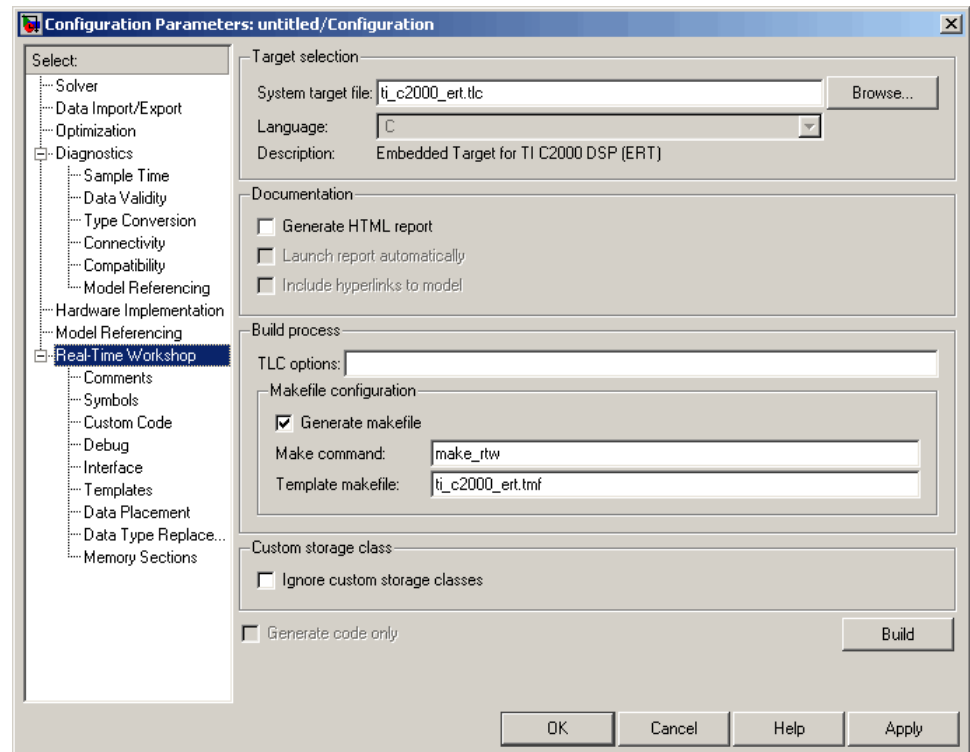 Configuration Parameters: untitled/Configuration
Select:
Solver
Data Import/Export
Optimization
Diagnostics
Sample Time
Data Validity
Type Conversion
Connectivity
Compatibility
Model Referencing
Hardware Implementation
Model Referencing
Real-Time Workshop
Comments
Symbols
Custom Code
Debug
Interface
Templates
Data Placement
Data Type Replace...
Memory Sections
Target selection
System target file: ti_c2000_ert.tlc Browse...
Language: C
Description: Embedded Target for TI C2000 DSP (ERT)
Documentation
Generate HTML report
Launch report automatically
Include hyperlinks to model
Build process
TLC options:
Makefile configuration
Generate makefile
Make command: make_rtw
Template makefile: ti_c2000_ert.tmf
Custom storage class
Ignore custom storage classes
Generate code only Build
OK Cancel Help Apply